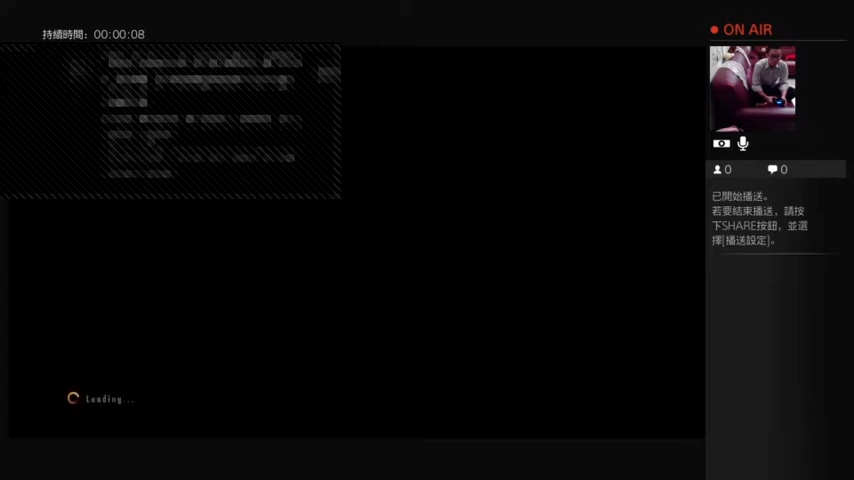 持續時間: 00:00:08
ON AIR
0
0
已開始播送。
若要結束播送，請按
下SHARE按鈕，並選
擇[播送設定]。
Loading...